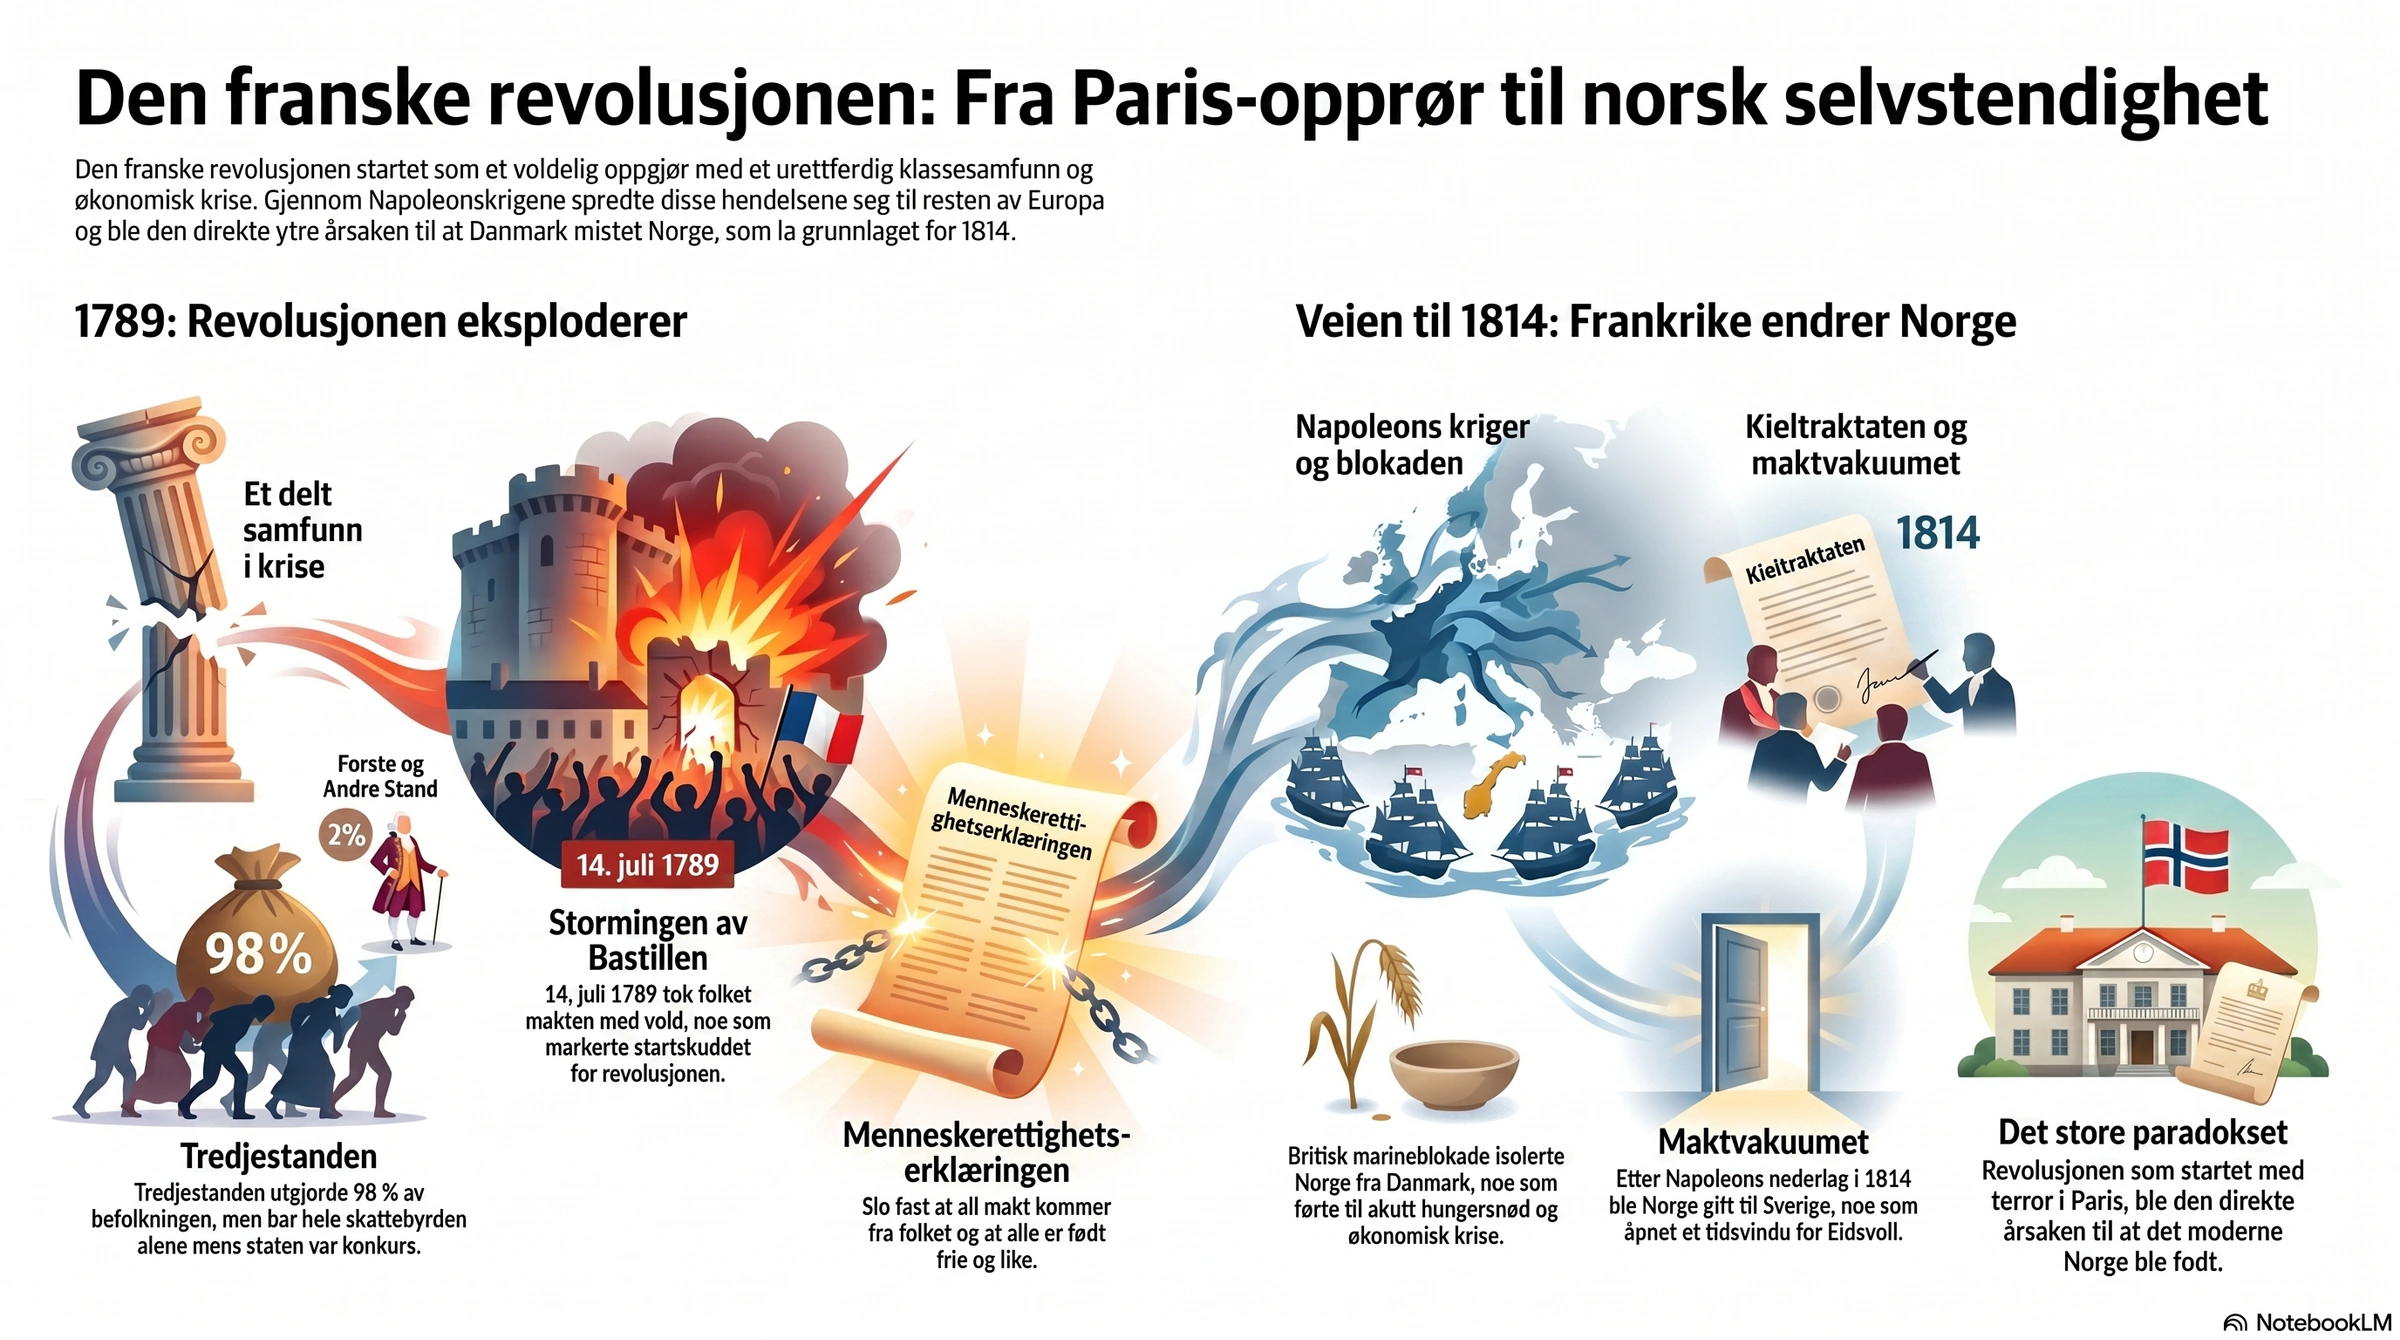 Den franske revolusjonen: Fra Paris-opprør til norsk selvstendighet
Den franske revolusjonen startet som et voldelig oppgjør med et urettferdig klassesamfunn og
økonomisk krise. Gjennom Napoleonskrigene spredte disse hendelsene seg til resten av Europa
og ble den direkte ytre årsaken til at Danmark mistet Norge, som la grunnlaget for 1814.
1789: Revolusjonen eksploderer
Et delt
samfunn
i krise
Forste og
Andre Stand
2%
98%
Tredjestanden
Tredjestanden utgjorde 98 % av
befolkningen, men bar hele skattebyrden
alene mens staten var konkurs.
14. juli 1789
Stormingen av
Bastillen
14, juli 1789 tok folket
makten med vold, noe som
markerte startskuddet
for revolusjonen.
Menneskeretti-
ghetserklæringen
Menneskerettighets-
erklæringen
Slo fast at all makt kommer
fra folket og at alle er født
frie og like.
Veien til 1814: Frankrike endrer Norge
Napoleons kriger
og blokaden
Britisk marineblokade isolerte
Norge fra Danmark, noe som
førte til akutt hungersnød og
økonomisk krise.
Kieltraktaten og
maktvakuumet
1814
Kieitraktaten
Maktvakuumet
Etter Napoleons nederlag i 1814
ble Norge gift til Sverige, noe som
åpnet et tidsvindu for Eidsvoll.
Det store paradokset
Revolusjonen som startet med
terror i Paris, ble den direkte
årsaken til at det moderne
Norge ble fodt.
NotebookLM